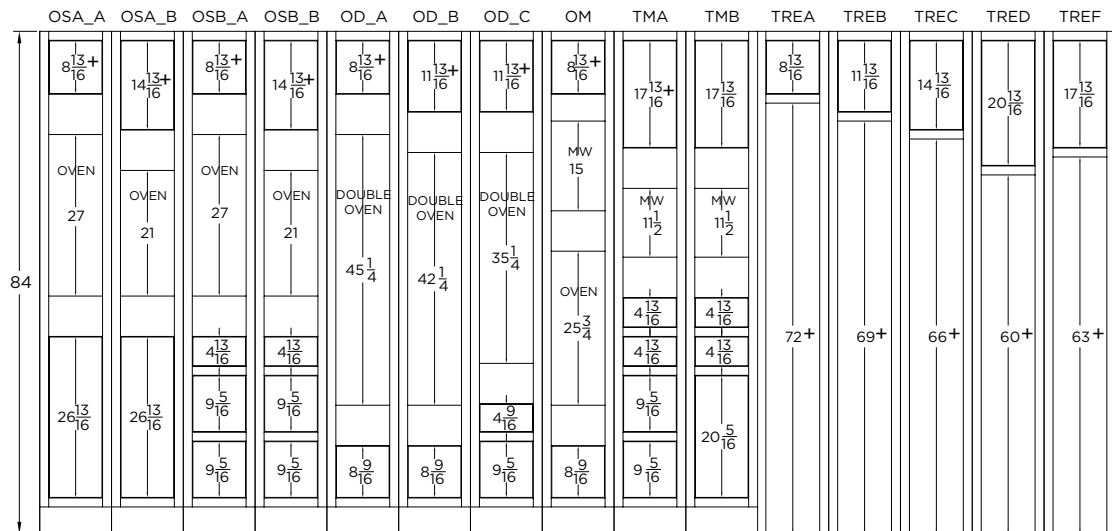 OSA_A OSA_B OSB_A OSB_B OD_A OD_B OD_C OM TMA TMB TREA TREB TREC TRED TREF
8 13/16+ 14 13/16+ 8 13/16+ 14 13/16+ 8 13/16+ 11 13/16+ 11 13/16+ 8 13/16+ 17 13/16+ 17 13/16 8 13/16 11 13/16 14 13/16 20 13/16 17 13/16
OVEN 27
OVEN 21
OVEN 27
OVEN 21
DOUBLE OVEN 45 1/4
DOUBLE OVEN 42 1/4
DOUBLE OVEN 35 1/4
MW 15
MW 11 1/2
MW 11 1/2
84
OVEN 25 3/4
72+ 69+ 66+ 60+ 63+
4 13/16 4 13/16
4 13/16 4 13/16 4 13/16 4 13/16
26 13/16 26 13/16 9 5/16 9 5/16 4 9/16 9 5/16 20 5/16
9 5/16 9 5/16 8 9/16 8 9/16 9 5/16 8 9/16 9 5/16